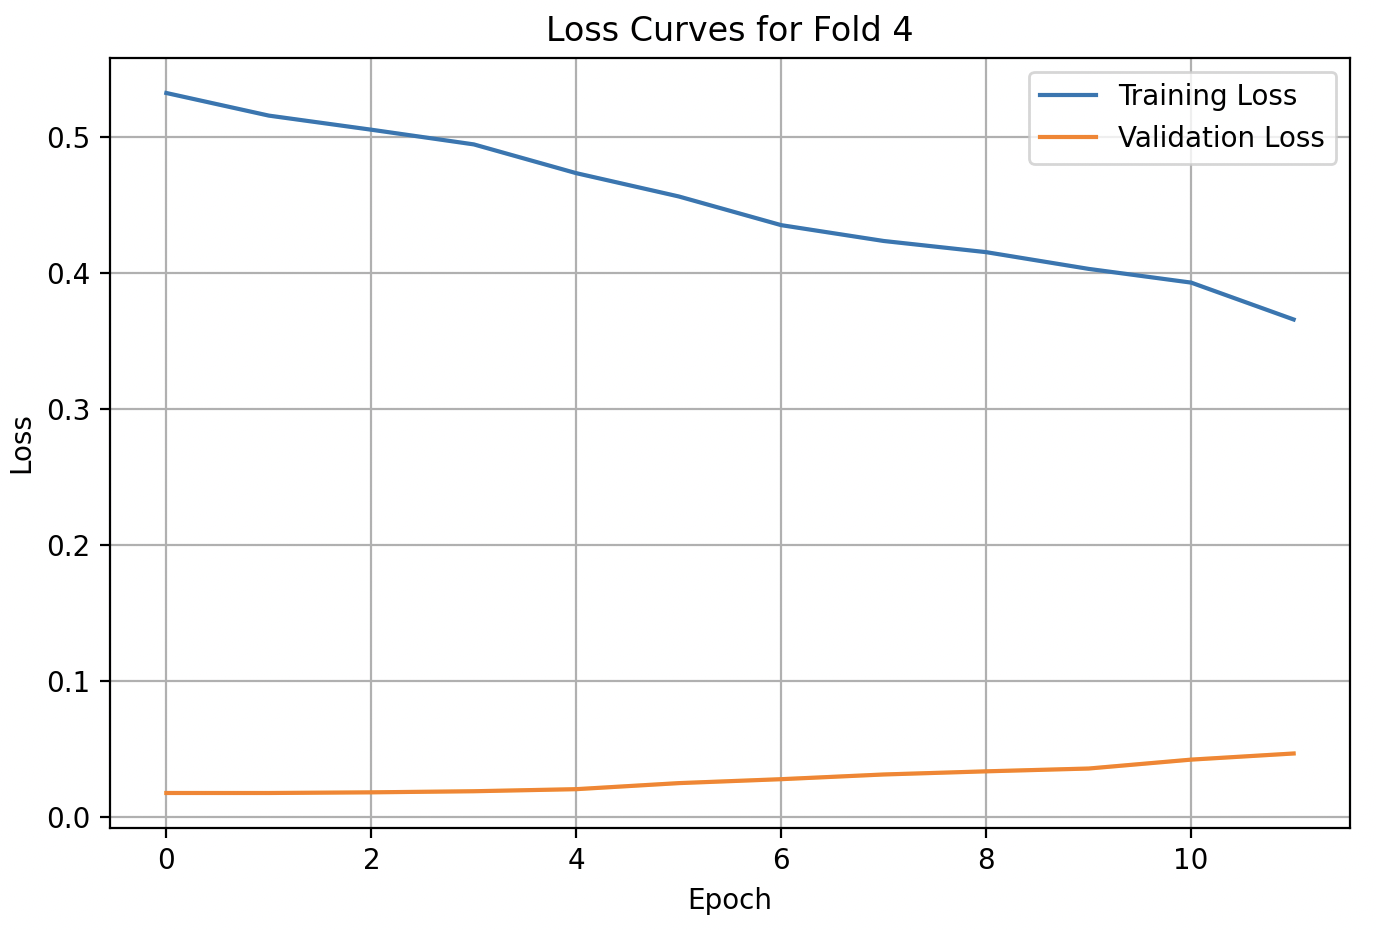 Loss Curves for Fold 4
Training Loss
Validation Loss
0.5
0.4
0.3
0.2
0.1
0.0
Loss
0 2 4 6 8 10
Epoch